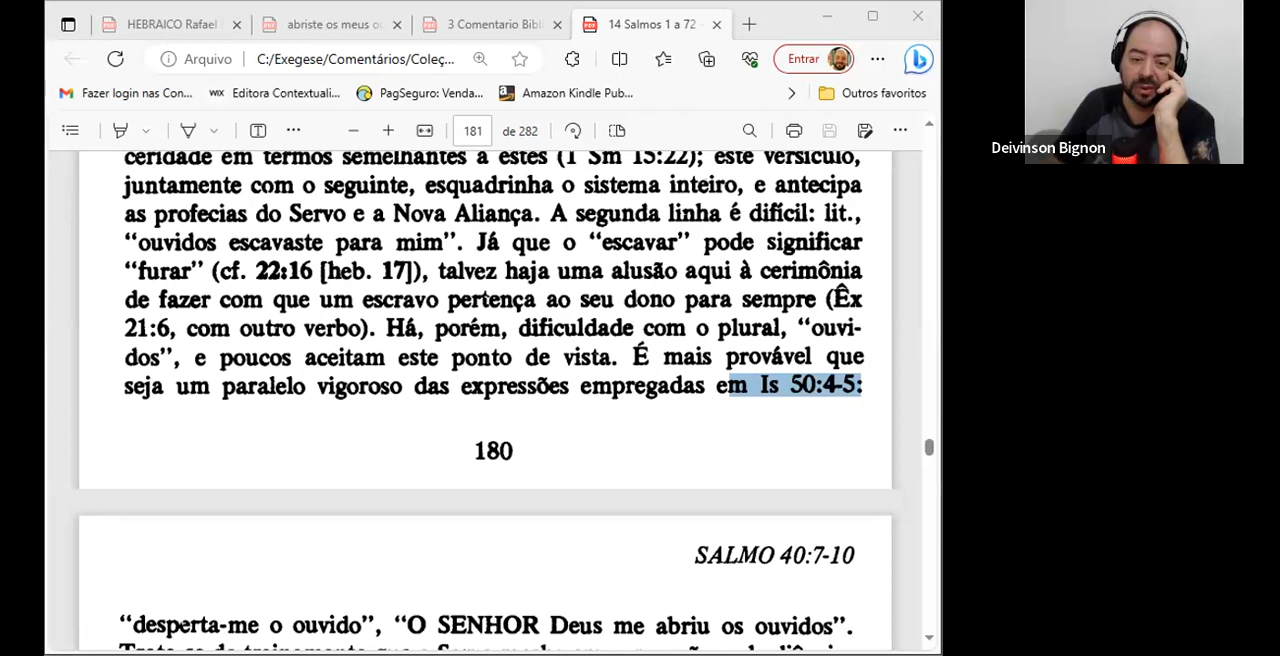 HEBRAICO Rafael
abriste os meus ou
3 Comentario Bibl
14 Salmos 1 a 72
Arquivo
C:/Exegese/Comentários/Coleç...
Entrar
Fazer login nas Con...
WIX
Editora Contextuali...
PagSeguro: Venda...
Amazon Kindle Pub...
Outros favoritos
181 de 282
Deivinson Bignon
ceridade em termos semelhantes a estes (1 Sm 15:22); este versículo,
juntamente com o seguinte, esquadrinha o sistema inteiro, e antecipa
as profecias do Servo e a Nova Aliança. A segunda linha é difícil: lit.,
“ouvidos escavaste para mim”. Já que o “escavar” pode significar
“furar” (cf. 22:16 [heb. 17]), talvez haja uma alusão aqui à cerimônia
de fazer com que um escravo pertença ao seu dono para sempre (Êx
21:6, com outro verbo). Há, porém, dificuldade com o plural, “ouvi-
dos”, e poucos aceitam este ponto de vista. É mais provável que
seja um paralelo vigoroso das expressões empregadas em Is 50:4-5:
180
SALMO 40:7-10
“desperta-me o ouvido”, “O SENHOR Deus me abriu os ouvidos”.